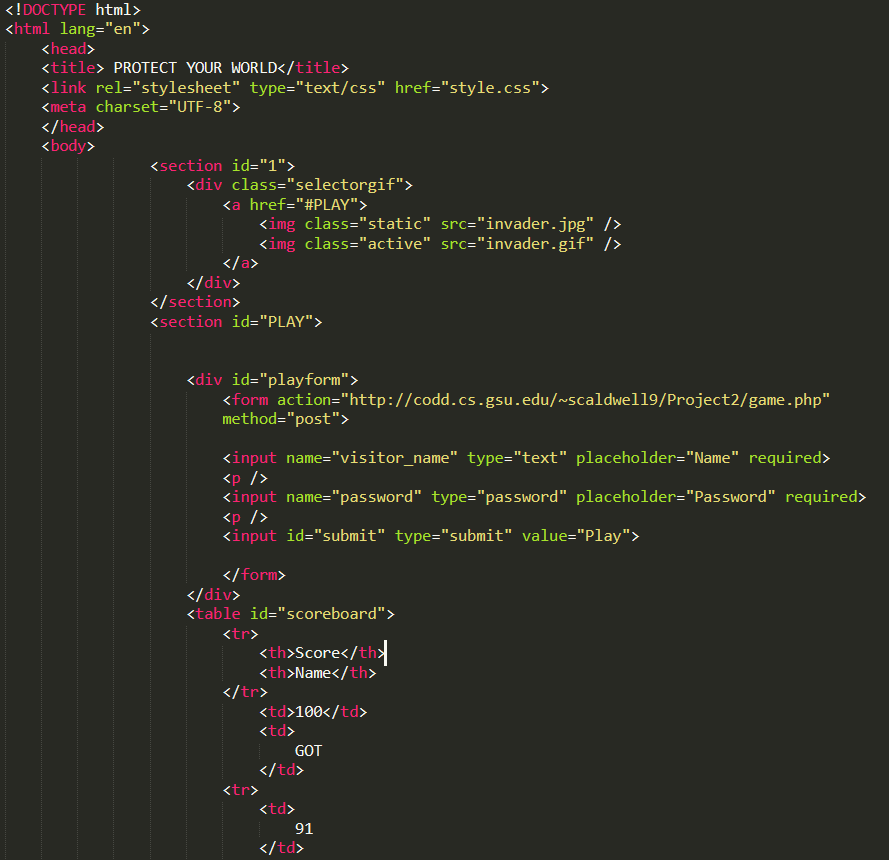 <!DOCTYPE html>
<html lang="en">
<head>
<title> PROTECT YOUR WORLD</title>
<link rel="stylesheet" type="text/css" href="style.css">
<meta charset="UTF-8">
</head>
<body>
<section id="1">
<div class="selectorgif">
<a href="#PLAY">
<img class="static" src="invader.jpg" />
<img class="active" src="invader.gif" />
</a>
</div>
</section>
<section id="PLAY">
<div id="playform">
<form action="http://codd.cs.gsu.edu/~scaldwell9/Project2/game.php"
method="post">
<input name="visitor_name" type="text" placeholder="Name" required>
<p />
<input name="password" type="password" placeholder="Password" required>
<p />
<input id="submit" type="submit" value="Play">
</form>
</div>
<table id="scoreboard">
<tr>
<th>Score</th>
<th>Name</th>
</tr>
<td>100</td>
<td>
GOT
</td>
<tr>
<td>
91
</td>